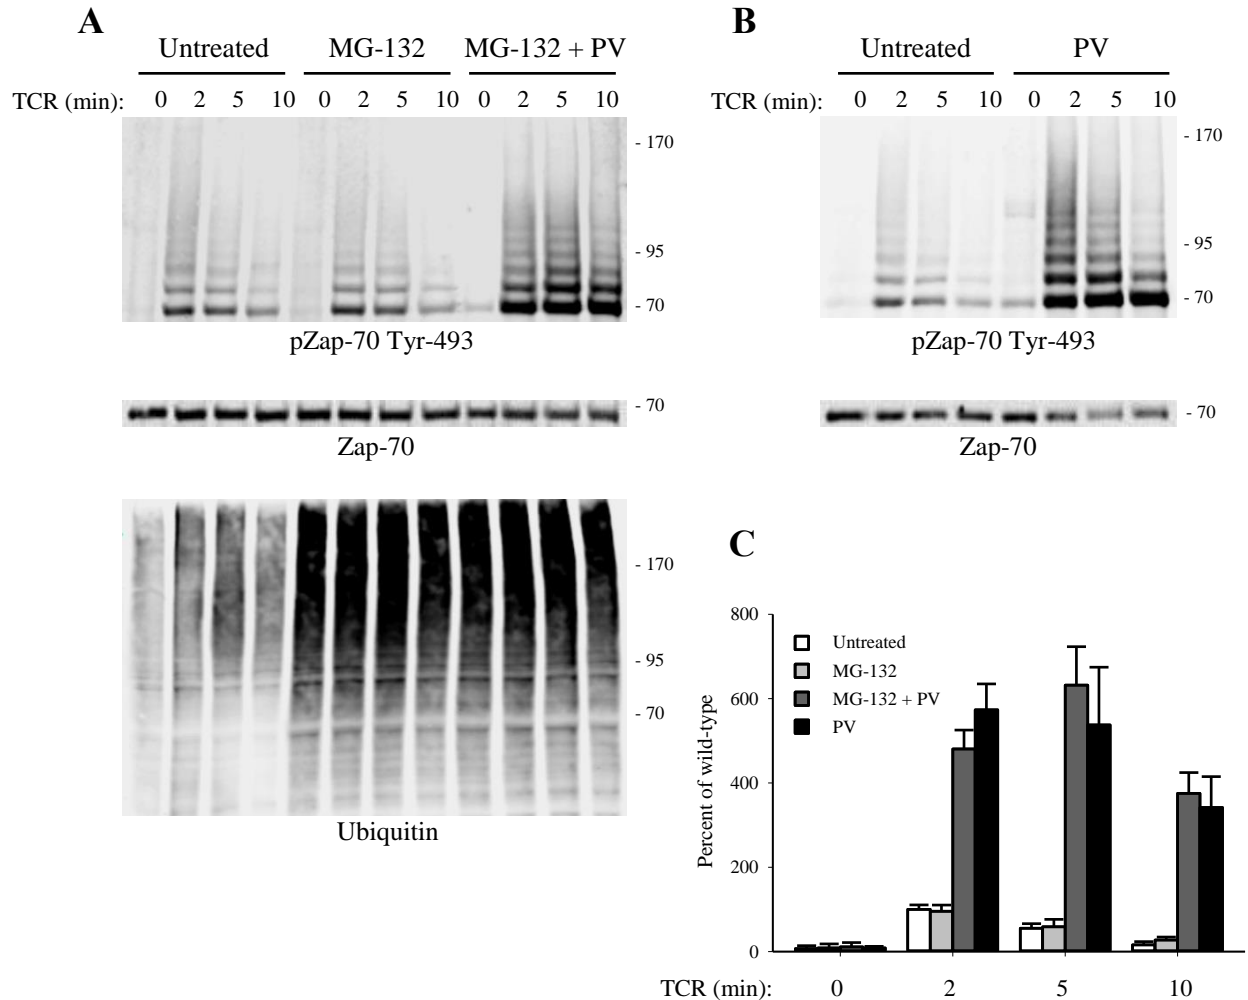 A
Untreated MG-132 MG-132 + PV
TCR (min): 0 2 5 10 0 2 5 10 0 2 5 10
- 170
- 95
- 70
pZap-70 Tyr-493
- 70
Zap-70
- 170
- 95
- 70
Ubiquitin
B
Untreated PV
TCR (min): 0 2 5 10 0 2 5 10
- 170
- 95
- 70
pZap-70 Tyr-493
- 70
Zap-70
C
Percent of wild-type
800
600
400
200
0
Untreated
MG-132
MG-132 + PV
PV
TCR (min): 0 2 5 10